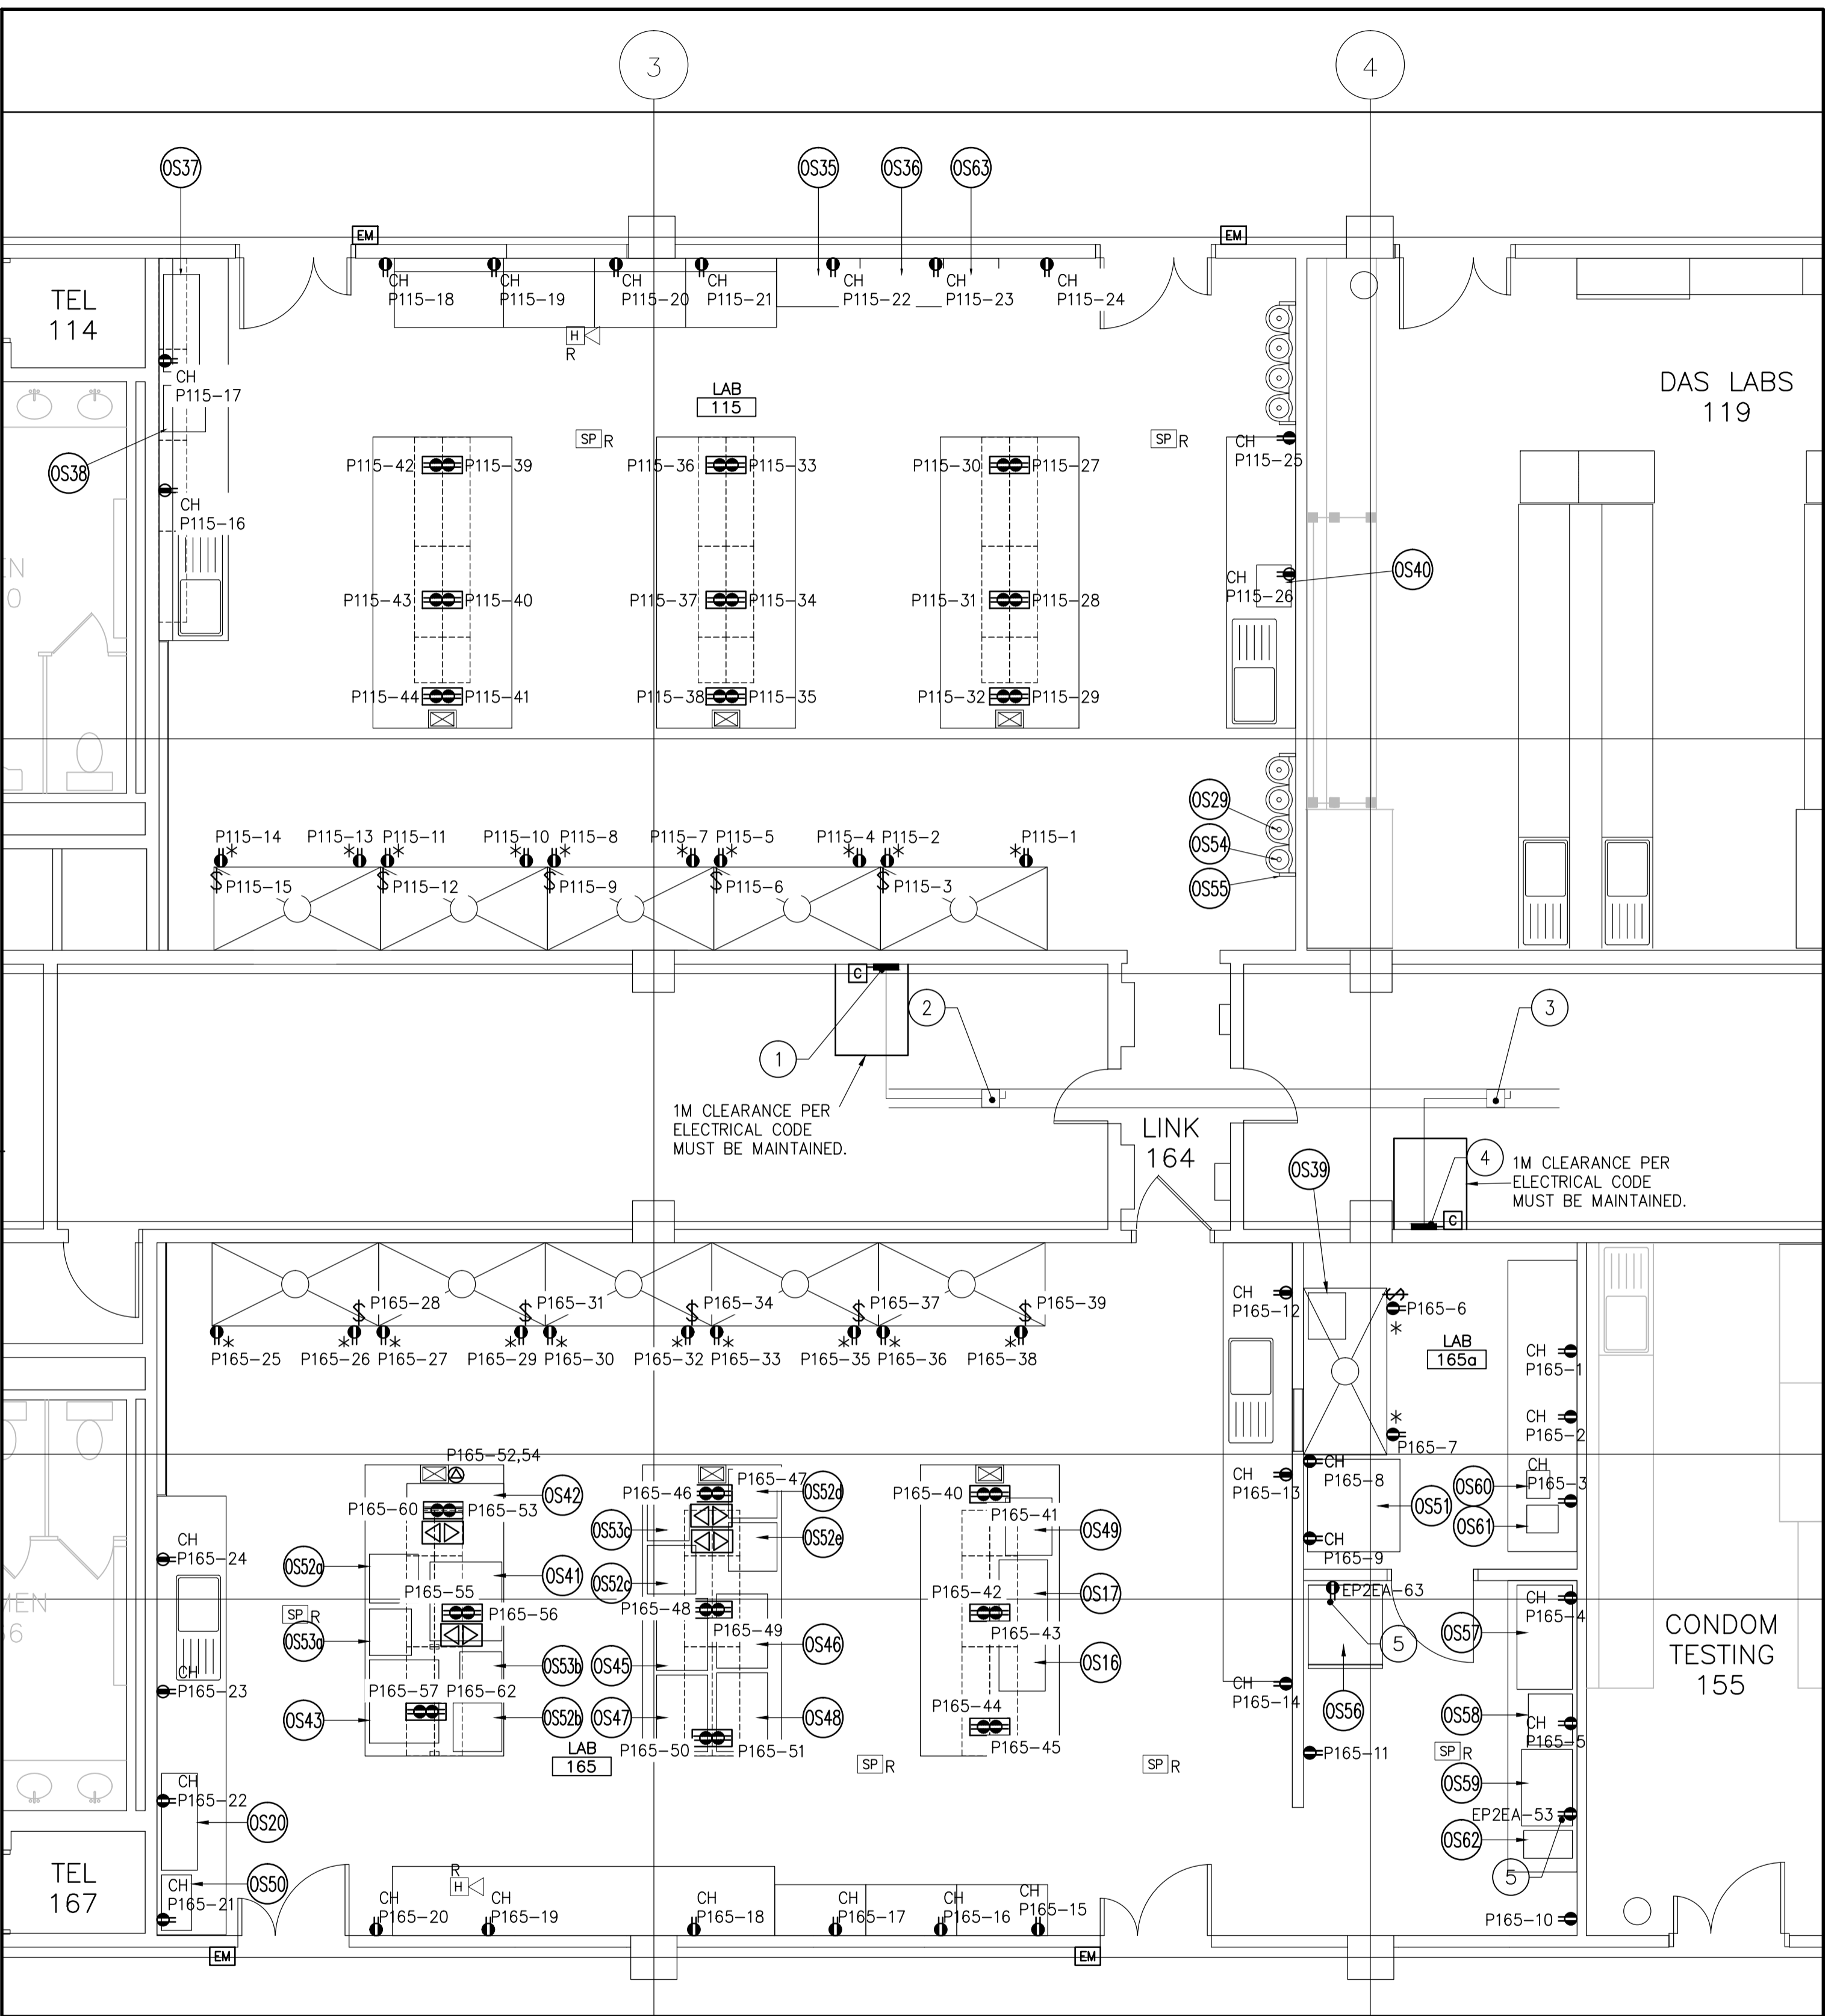 3
4
OS37
OS35
OS36
OS63
EM
EM
TEL
114
CH
P115-18
CH
P115-19
CH
P115-20
CH
P115-21
CH
P115-22
CH
P115-23
CH
P115-24
H
R
CH
P115-17
LAB
115
DAS LABS
119
SP R
SP R
OS38
CH
P115-25
P115-42
P115-39
P115-36
P115-33
P115-30
P115-27
CH
P115-16
OS40
CH
P115-26
P115-43
P115-40
P115-37
P115-34
P115-31
P115-28
P115-44
P115-41
P115-38
P115-35
P115-32
P115-29
OS29
OS54
OS55
P115-14
P115-13
P115-11
P115-10
P115-8
P115-7
P115-5
P115-4
P115-2
P115-1
* * * * * * * * * *
$ P115-15
$ P115-12
$ P115-9
$ P115-6
$ P115-3
C
2
3
1
1M CLEARANCE PER
ELECTRICAL CODE
MUST BE MAINTAINED.
LINK
164
4
1M CLEARANCE PER
ELECTRICAL CODE
MUST BE MAINTAINED.
C
OS39
$ P165-28
$ P165-31
$ P165-34
$ P165-37
$ P165-39
* * * * * * * * * *
P165-25
P165-26
P165-27
P165-29
P165-30
P165-32
P165-33
P165-35
P165-36
P165-38
CH
P165-12
$
P165-6
*
LAB
165a
CH
P165-1
*
P165-7
CH
P165-2
P165-52,54
CH
P165-13
CH
P165-8
CH
P165-3
OS60
OS61
OS51
CH
P165-9
P165-60
P165-53
OS42
P165-46
P165-47
OS52d
P165-40
P165-41
OS49
OS53c
OS52e
CH
P165-24
OS52a
P165-55
OS41
OS52c
P165-42
OS17
EP2EA-63
CH
P165-4
SP R
OS53a
P165-56
P165-48
P165-49
OS46
P165-43
OS57
5
CONDOM
TESTING
155
CH
P165-23
OS53b
OS45
OS16
CH
P165-14
OS43
P165-57
P165-62
OS52b
OS47
OS48
P165-44
OS56
OS58
CH
P165-5
LAB
165
P165-50
P165-51
P165-45
SP R
SP R
P165-11
SP R
OS59
CH
P165-22
OS20
EP2EA-53
OS62
TEL
167
CH
P165-21
OS50
R
H
5
CH
P165-20
CH
P165-19
CH
P165-18
CH
P165-17
CH
P165-16
CH
P165-15
P165-10
EM
EM